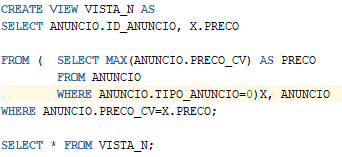 CREATE VIEW VISTA_N AS
SELECT ANUNCIO.ID_ANUNCIO, X.PRECO
FROM ( SELECT MAX(ANUNCIO.PRECO_CV) AS PRECO
FROM ANUNCIO
WHERE ANUNCIO.TIPO_ANUNCIO=0)X, ANUNCIO
WHERE ANUNCIO.PRECO_CV=X.PRECO;
SELECT * FROM VISTA_N;